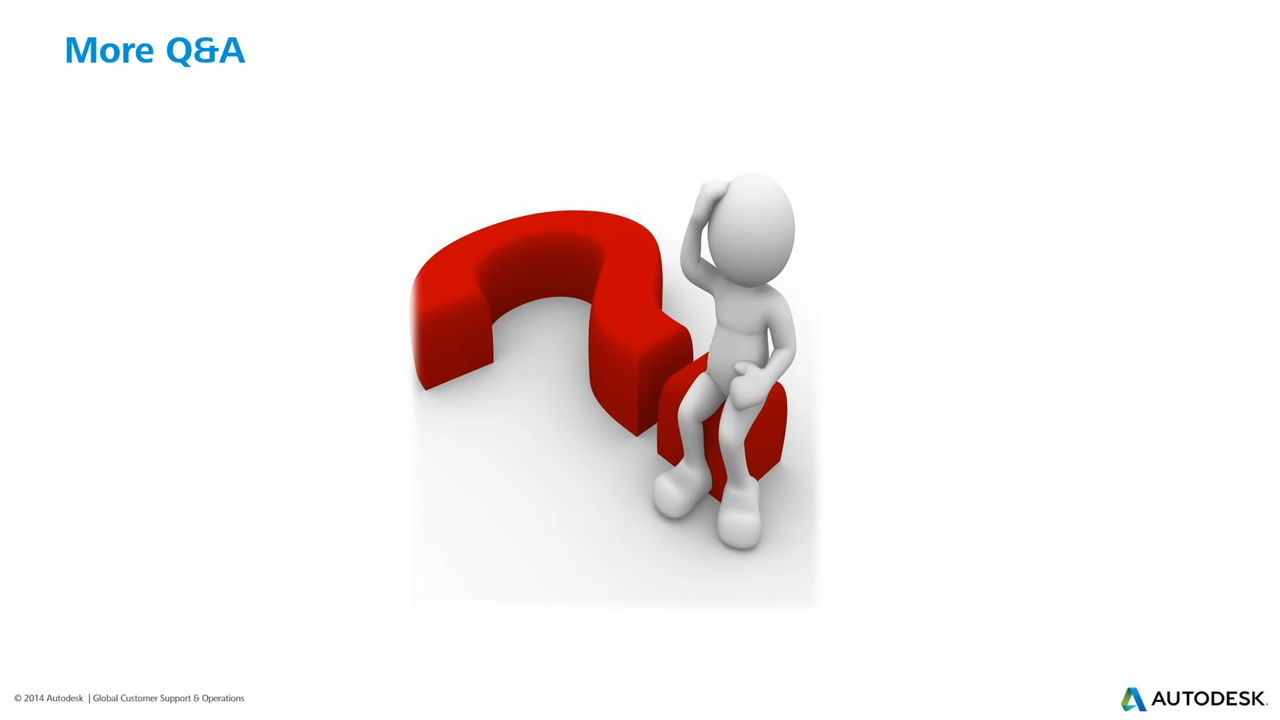 More Q&A
© 2014 Autodesk | Global Customer Support & Operations
AUTODESK.